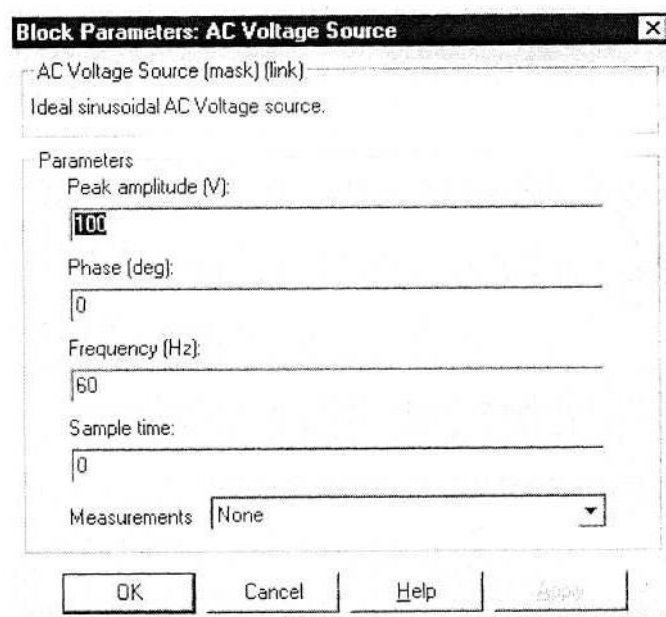 Block Parameters: AC Voltage Source
AC Voltage Source (mask) (link)
Ideal sinusoidal AC Voltage source.
Parameters
Peak amplitude (V):
100
Phase (deg):
0
Frequency (Hz):
60
Sample time:
0
Measurements None
OK Cancel Help Apply